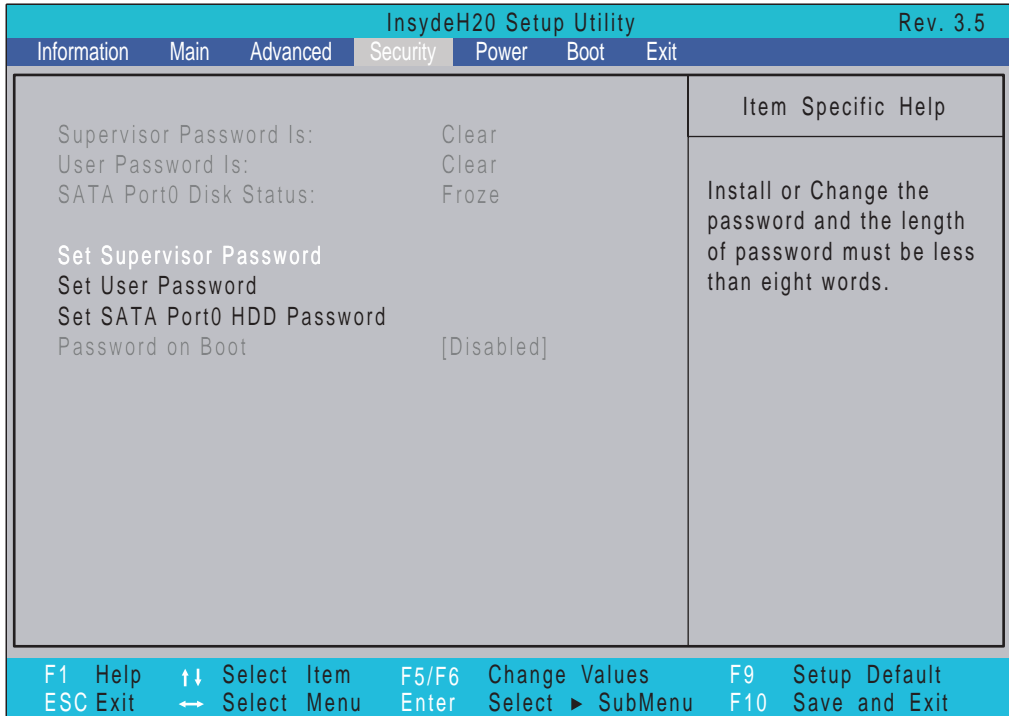 InsydeH20 Setup Utility Rev. 3.5
Information Main Advanced Security Power Boot Exit
Supervisor Password Is: Clear
User Password Is: Clear
SATA Port0 Disk Status: Froze
Set Supervisor Password
Set User Password
Set SATA Port0 HDD Password
Password on Boot [Disabled]
Item Specific Help
Install or Change the
password and the length
of password must be less
than eight words.
F1 Help ↑↓ Select Item F5/F6 Change Values F9 Setup Default
ESC Exit ↔ Select Menu Enter Select ► SubMenu F10 Save and Exit